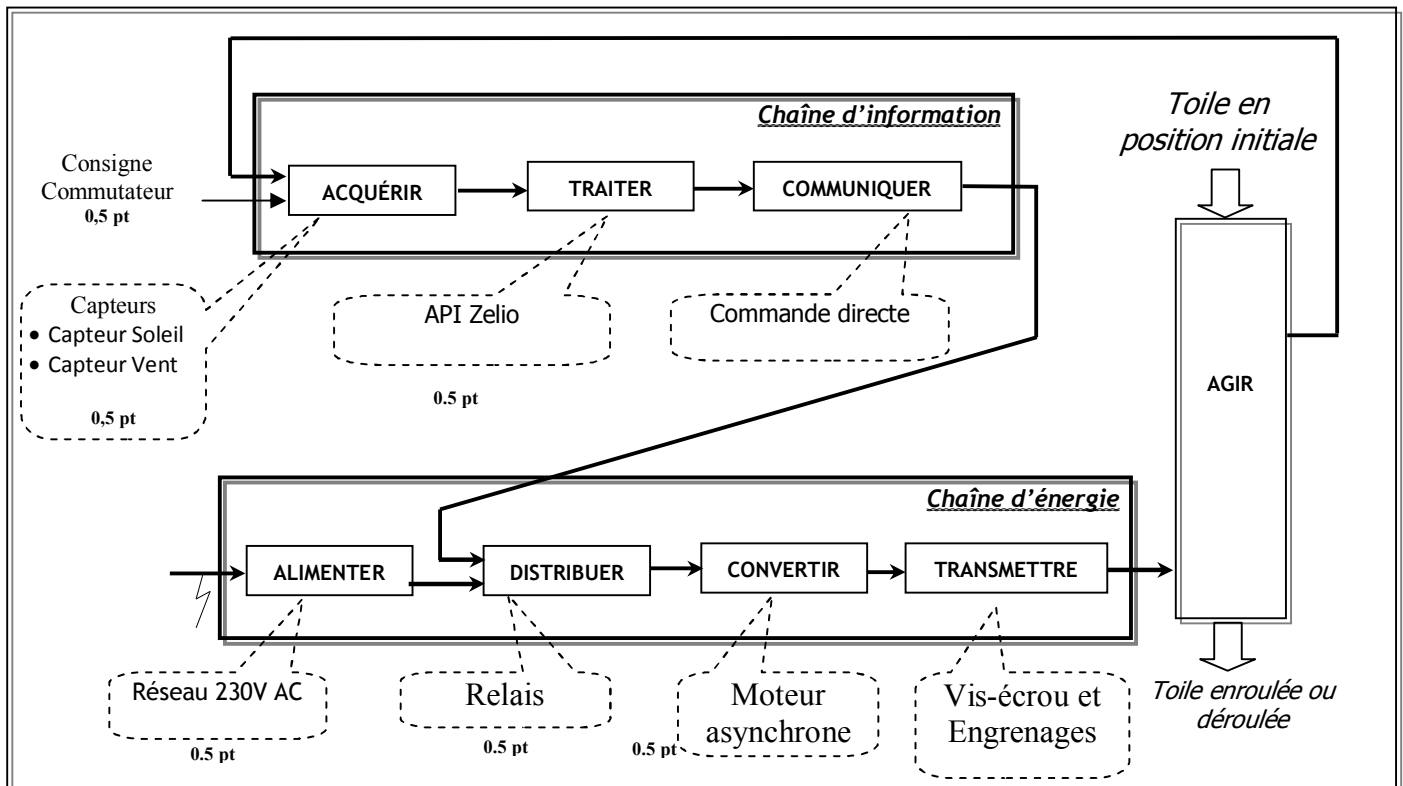 Chaîne d'information
Toile en
position initiale
Consigne
Commutateur
0,5 pt
ACQUÉRIR
TRAITER
COMMUNIQUER
Capteurs
• Capteur Soleil
• Capteur Vent
0,5 pt
API Zelio
0.5 pt
Commande directe
AGIR
Chaîne d'énergie
ALIMENTER
DISTRIBUER
CONVERTIR
TRANSMETTRE
Réseau 230V AC
0.5 pt
Relais
0.5 pt
Moteur
asynchrone
0.5 pt
Vis-écrou et
Engrenages
Toile enroulée ou
déroulée